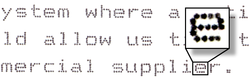 ystem where a
ld allow us t
mercial supplier.